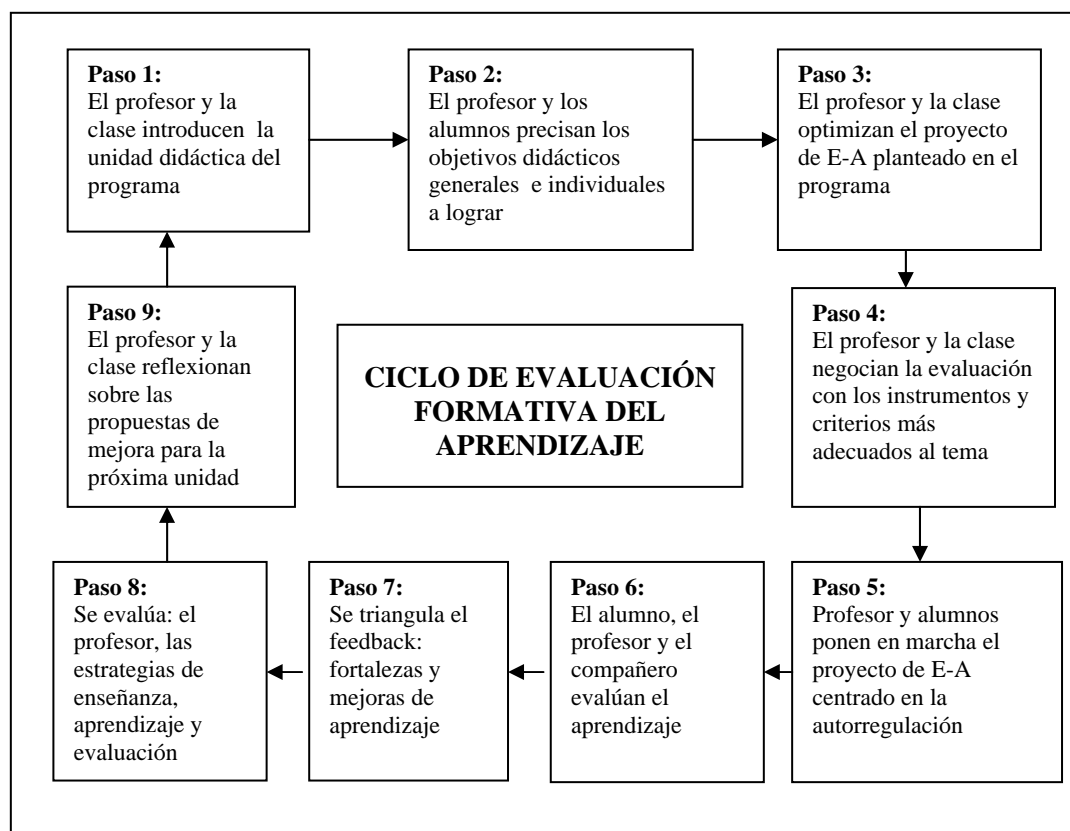 Paso 1:
El profesor y la
clase introducen la
unidad didáctica del
programa
Paso 2:
El profesor y los
alumnos precisan los
objetivos didácticos
generales e individuales
a lograr
Paso 3:
El profesor y la clase
optimizan el proyecto
de E-A planteado en el
programa
Paso 4:
El profesor y la clase
negocian la evaluación
con los instrumentos y
criterios más
adecuados al tema
Paso 5:
Profesor y alumnos
ponen en marcha el
proyecto de E-A
centrado en la
autorregulación
Paso 6:
El alumno, el
profesor y el
compañero
evalúan el
aprendizaje
Paso 7:
Se triangula el
feedback:
fortalezas y
mejoras de
aprendizaje
Paso 8:
Se evalúa: el
profesor, las
estrategias de
enseñanza,
aprendizaje y
evaluación
Paso 9:
El profesor y la
clase reflexionan
sobre las
propuestas de
mejora para la
próxima unidad
CICLO DE EVALUACIÓN
FORMATIVA DEL
APRENDIZAJE